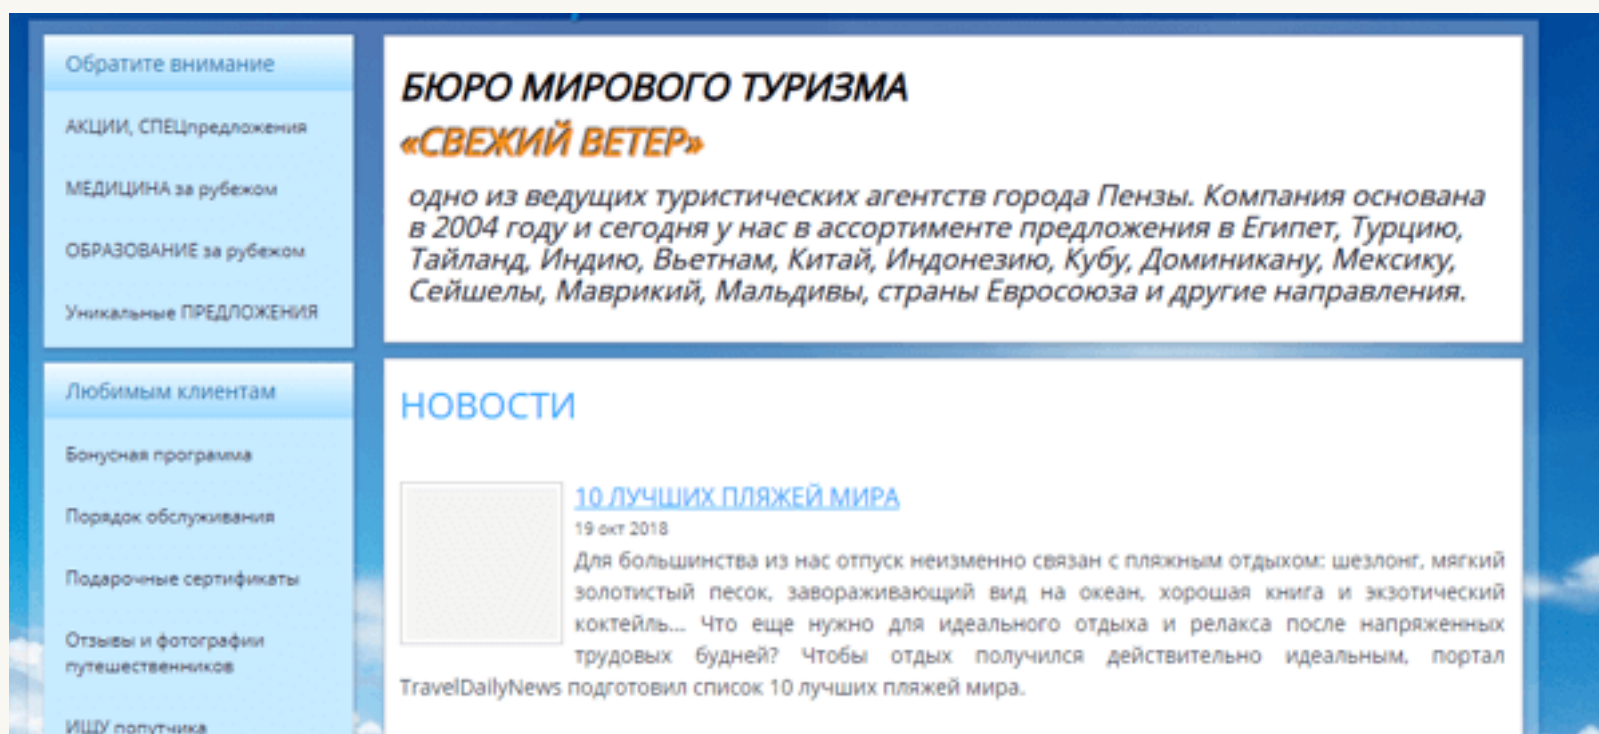 Обратите внимание
АКЦИИ, СПЕЦпредложения
МЕДИЦИНА за рубежом
ОБРАЗОВАНИЕ за рубежом
Уникальные ПРЕДЛОЖЕНИЯ
Любимым клиентам
Бонусная программа
Порядок обслуживания
Подарочные сертификаты
Отзывы и фотографии
путешественников
ИЩУ попутчика
БЮРО МИРОВОГО ТУРИЗМА
«СВЕЖИЙ ВЕТЕР»
одно из ведущих туристических агентств города Пензы. Компания основана
в 2004 году и сегодня у нас в ассортименте предложения в Египет, Турцию,
Тайланд, Индию, Вьетнам, Китай, Индонезию, Кубу, Доминикану, Мексику,
Сейшелы, Маврикий, Мальдивы, страны Евросоюза и другие направления.
НОВОСТИ
10 ЛУЧШИХ ПЛЯЖЕЙ МИРА
19 окт 2018
Для большинства из нас отпуск неизменно связан с пляжным отдыхом: шезлонг, мягкий
золотистый песок, завораживающий вид на океан, хорошая книга и экзотический
коктейль... Что еще нужно для идеального отдыха и релакса после напряженных
трудовых будней? Чтобы отдых получился действительно идеальным, портал
TravelDailyNews подготовил список 10 лучших пляжей мира.